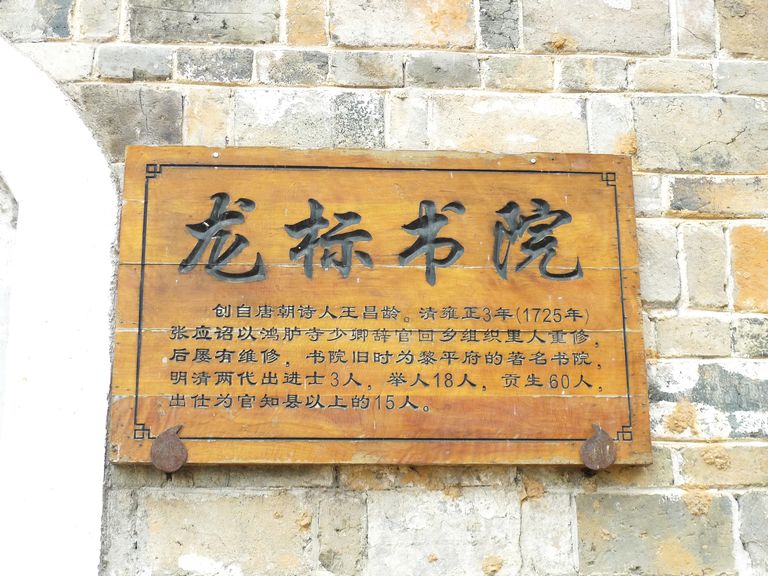 龙标书院
创自唐朝诗人王昌龄。清雍正3年(1725年)
张应诏以鸿胪寺少卿辞官回乡组织里人重修,
后屡有维修,书院旧时为黎平府的著名书院,
明清两代出进士3人,举人18人,贡生60人,
出仕为官知县以上的15人。